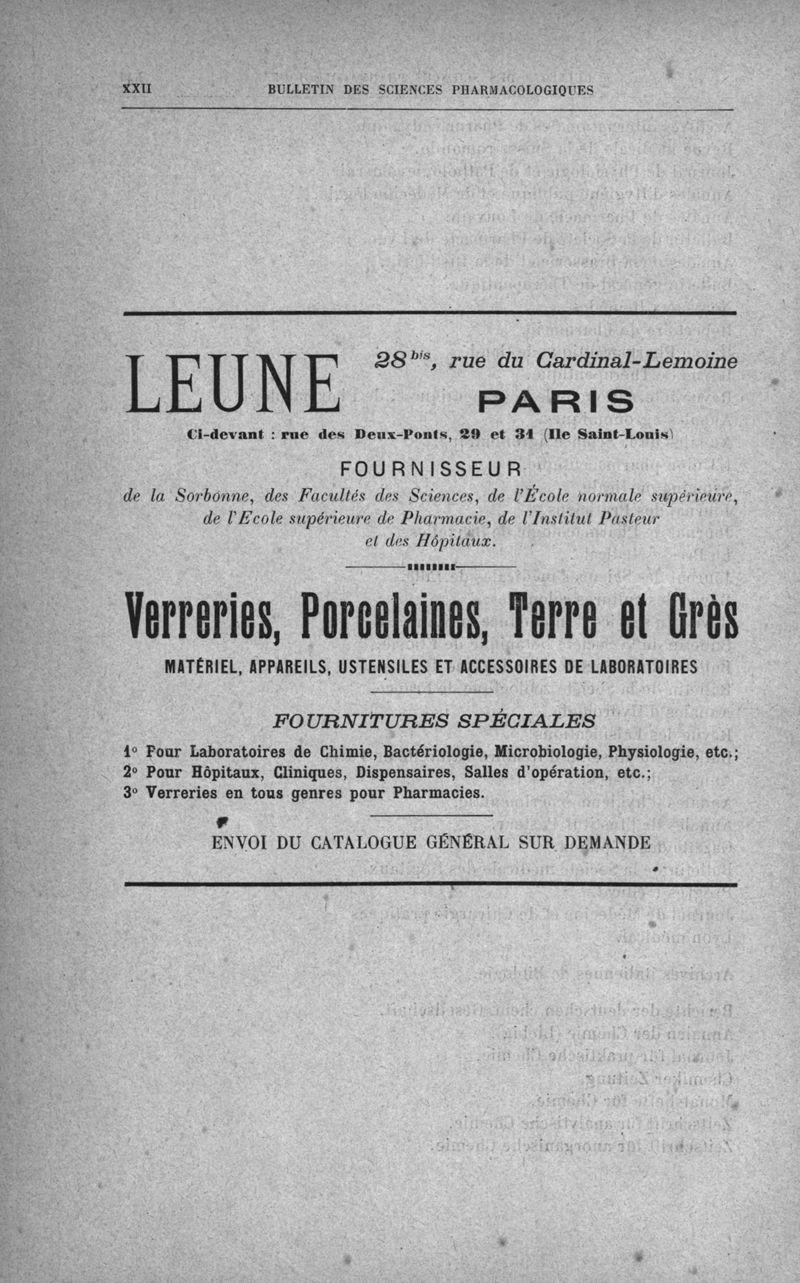 XXII BULLETIN DES SCIENCES PHARMACOLOGIQUES
LEUNE 28bis, rue du Cardinal-Lemoine
PARIS
Ci-devant : rue des Deux-Ponts, 29 et 31 (Ile Saint-Louis)
FOURNISSEUR
de la Sorbonne, des Facultés des Sciences, de l'École normale supérieure,
de l'Ecole supérieure de Pharmacie, de l'Institut Pasteur
et des Hôpitaux.
Verreries, Porcelaines, Terre et Grès
MATÉRIEL, APPAREILS, USTENSILES ET ACCESSOIRES DE LABORATOIRES
FOURNITURES SPÉCIALES
1º Pour Laboratoires de Chimie, Bactériologie, Microbiologie, Physiologie, etc.;
2º Pour Hôpitaux, Cliniques, Dispensaires, Salles d'opération, etc.;
3º Verreries en tous genres pour Pharmacies.
ENVOI DU CATALOGUE GÉNÉRAL SUR DEMANDE